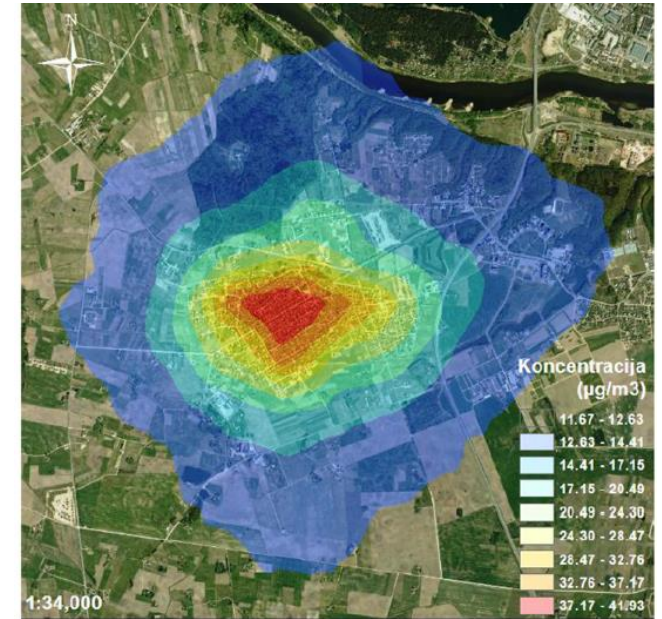 N
Koncentracija
(µg/m3)
11.67 - 12.63
12.63 - 14.41
14.41 - 17.15
17.15 - 20.49
20.49 - 24.30
24.30 - 28.47
28.47 - 32.76
32.76 - 37.17
37.17 - 41.93
1:34,000